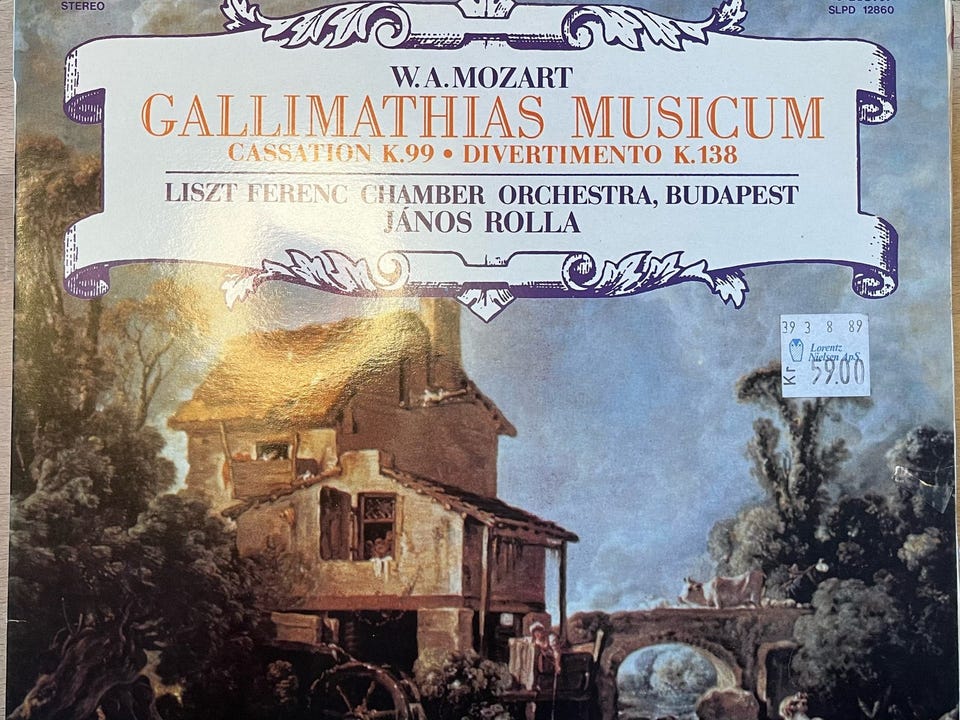 STEREO
SLPD 12860
W.A.MOZART
GALLIMATHIAS MUSICUM
CASSATION K.99 • DIVERTIMENTO K.138
LISZT FERENC CHAMBER ORCHESTRA, BUDAPEST
JÁNOS ROLLA
39 3 8 89
Lorentz
Nielsen ApS
Kr 59.00